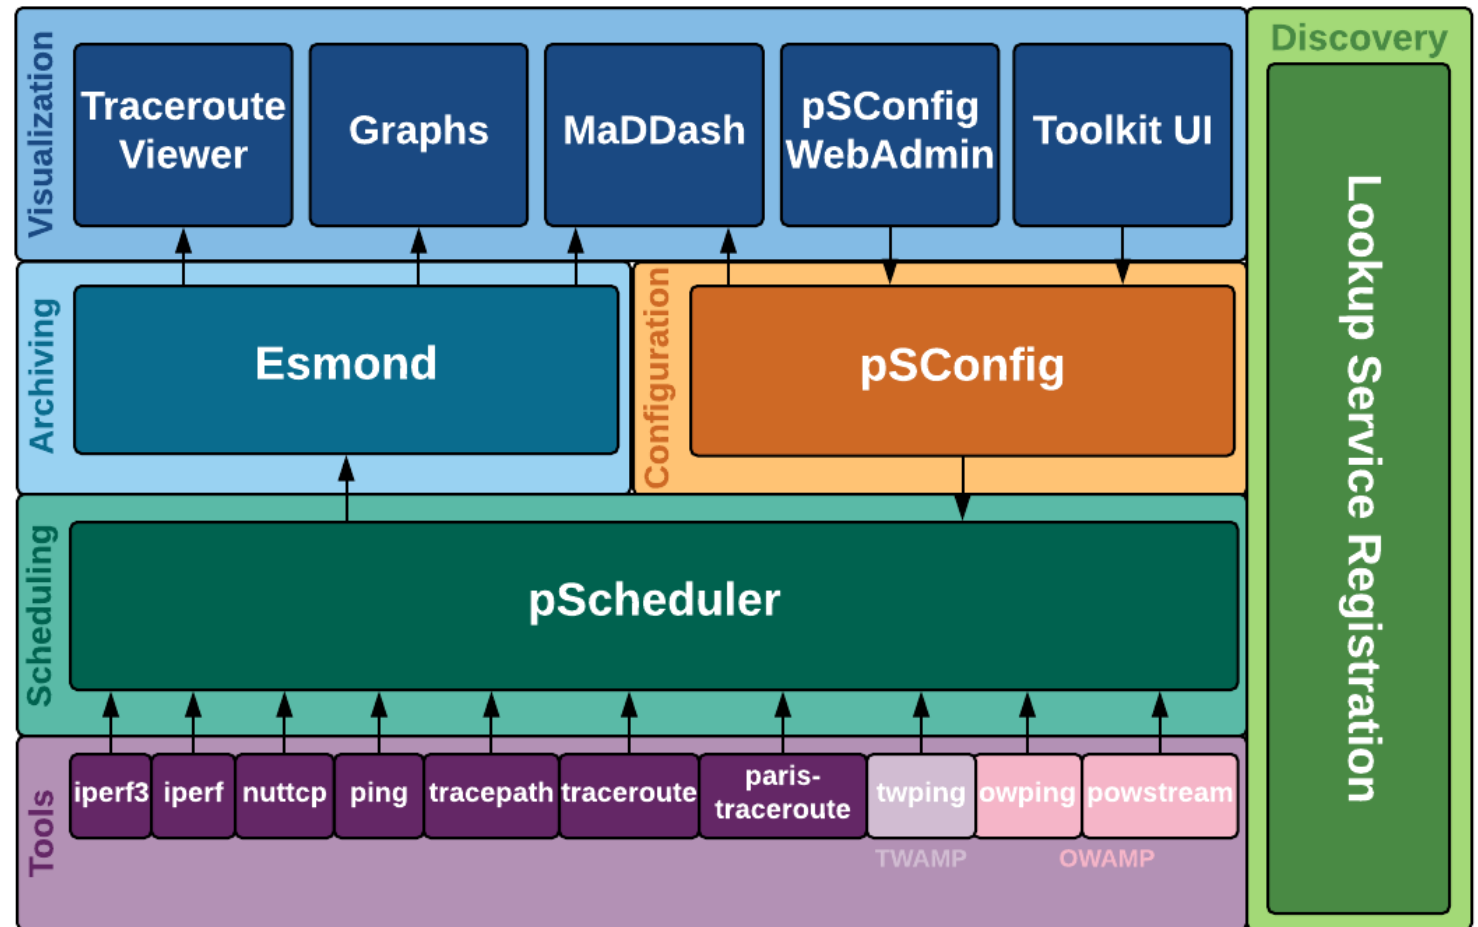 Visualization
Traceroute
Viewer
Graphs
MaDDash
pSConfig
WebAdmin
Toolkit UI
Discovery
Lookup Service Registration
Archiving
Esmond
Configuration
pSConfig
Scheduling
pScheduler
Tools
iperf3
iperf
nuttcp
ping
tracepath
traceroute
paris-
traceroute
twping
owping
powstream
TWAMP
OWAMP